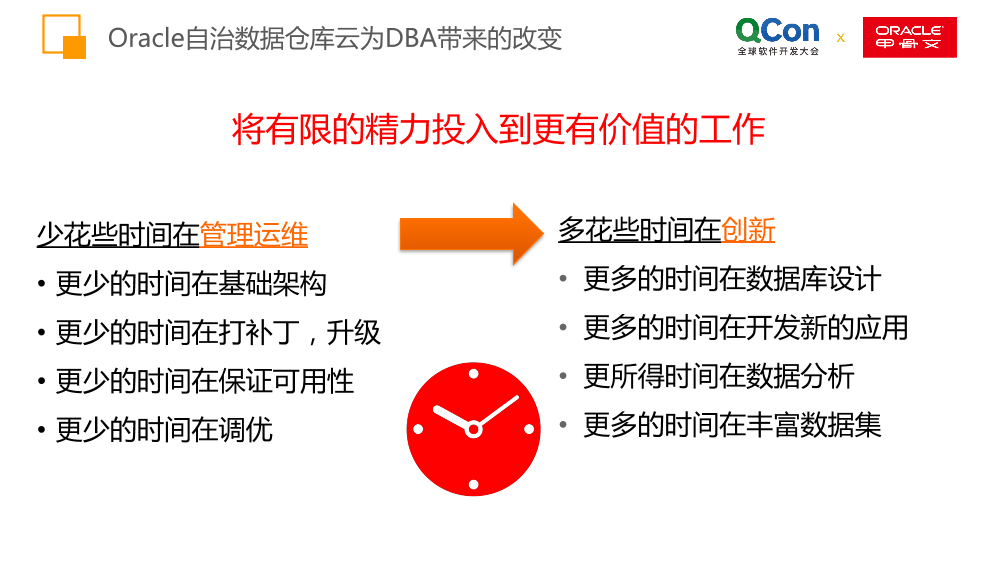 Oracle自治数据仓库云为DBA带来的改变
QCon
全球软件开发大会
x
ORACLE
甲骨文
将有限的精力投入到更有价值的工作
少花些时间在管理运维
• 更少的时间在基础架构
• 更少的时间在打补丁，升级
• 更少的时间在保证可用性
• 更少的时间在调优
多花些时间在创新
• 更多的时间在数据库设计
• 更多的时间在开发新的应用
• 更所得时间在数据分析
• 更多的时间在丰富数据集